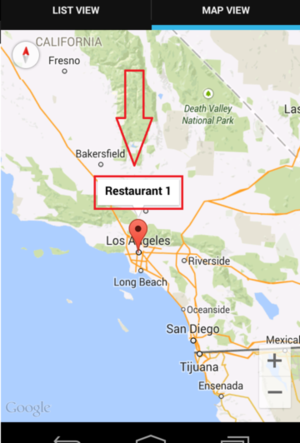 LIST VIEW
MAP VIEW
CALIFORNIA
Fresno
Death Valley
National Park
Las
Bakersfield
Restaurant 1
Los Angeles
Riverside
Long Beach
Oceanside
San Diego
Mexical
Tijuana
+
Ensenada
−
Google